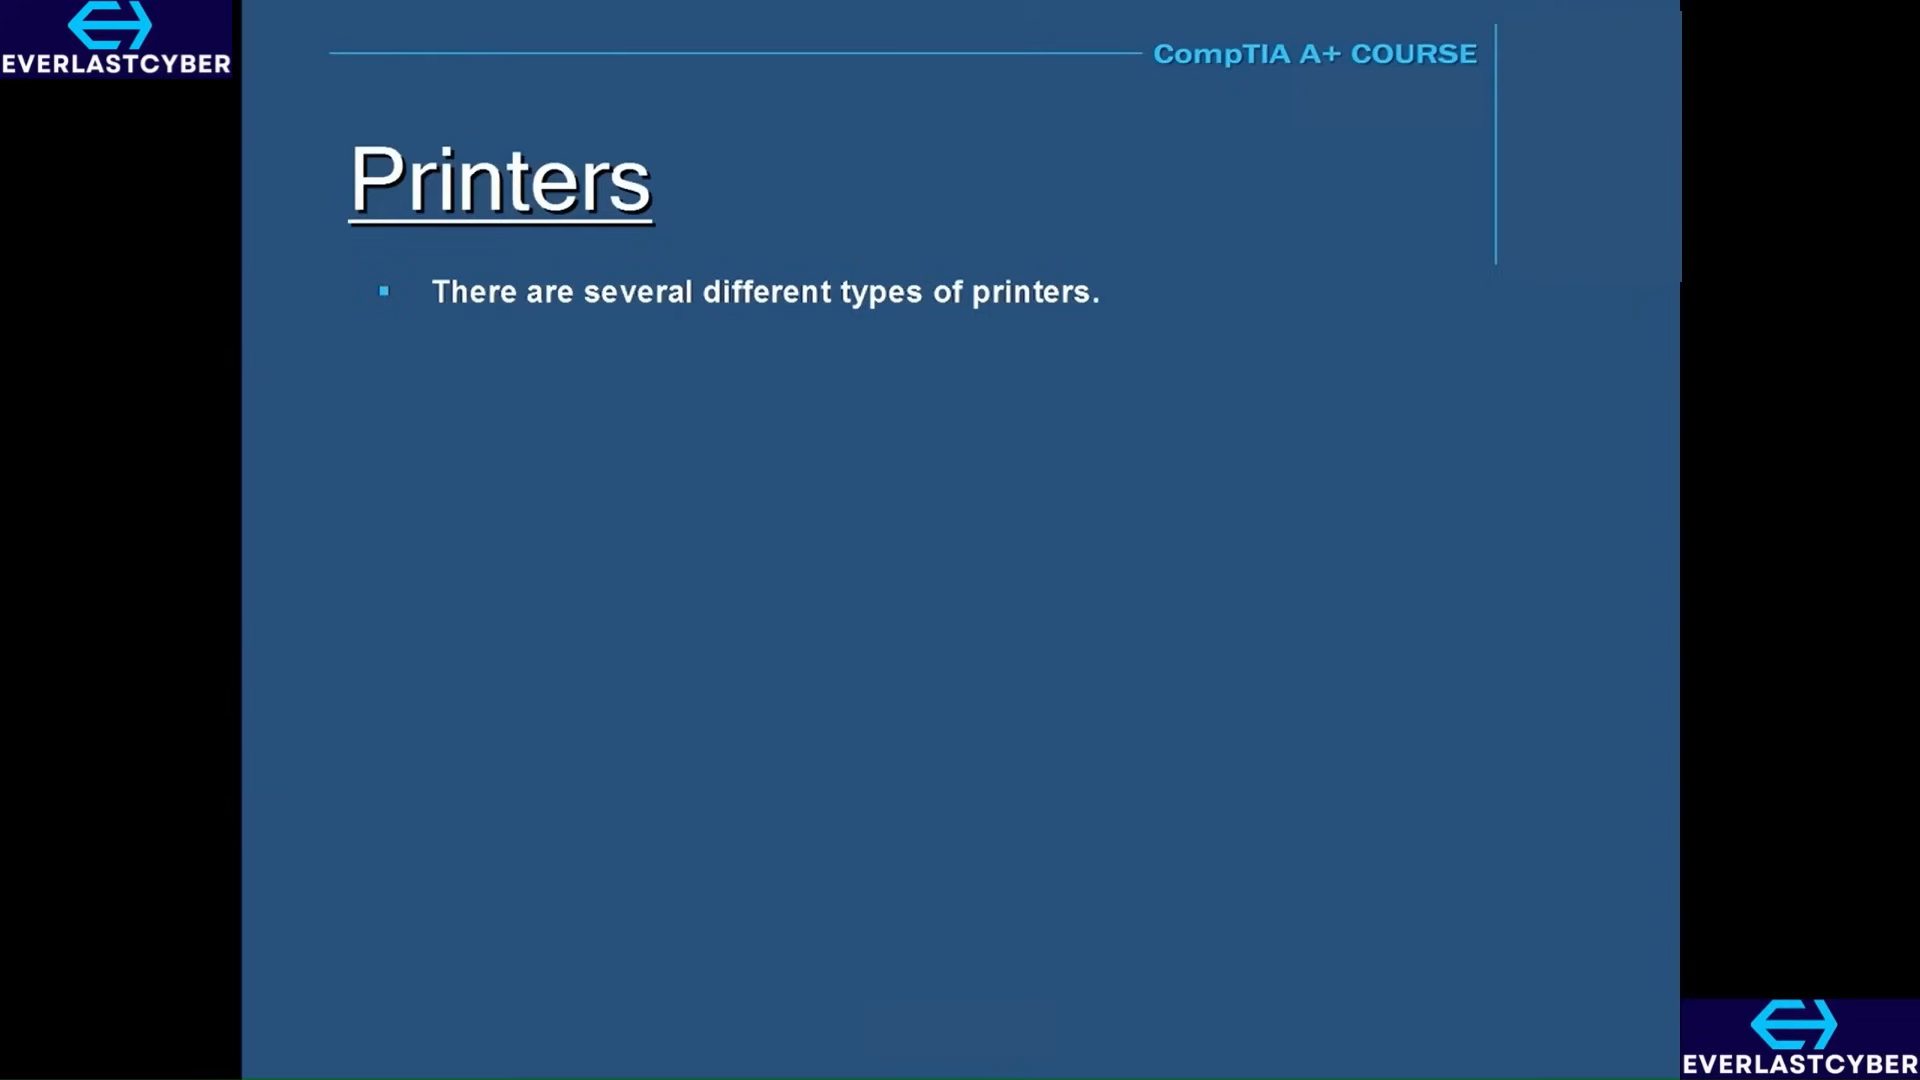 EVERLASTCYBER
CompTIA A+ COURSE
Printers
There are several different types of printers.
EVERLASTCYBER